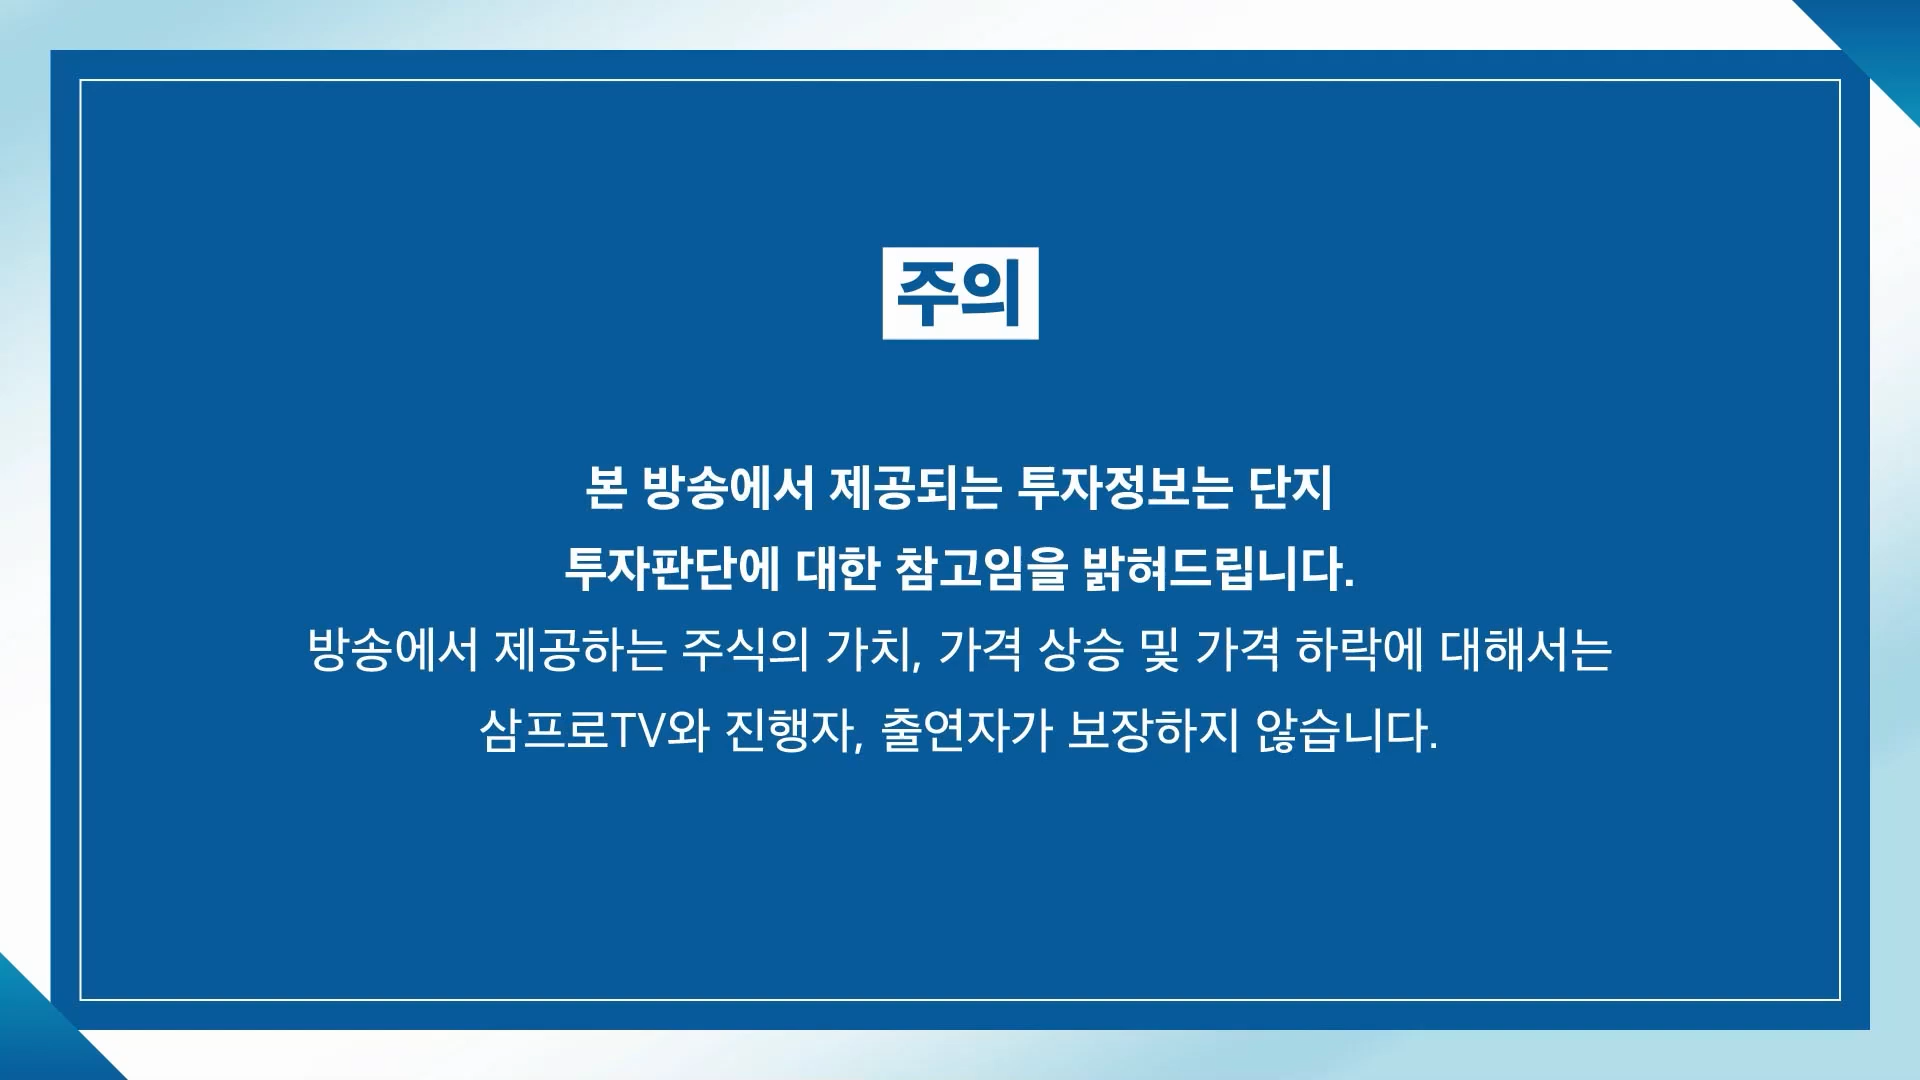 주의
본 방송에서 제공되는 투자정보는 단지
투자판단에 대한 참고임을 밝혀드립니다.
방송에서 제공하는 주식의 가치, 가격 상승 및 가격 하락에 대해서는
삼프로TV와 진행자, 출연자가 보장하지 않습니다.